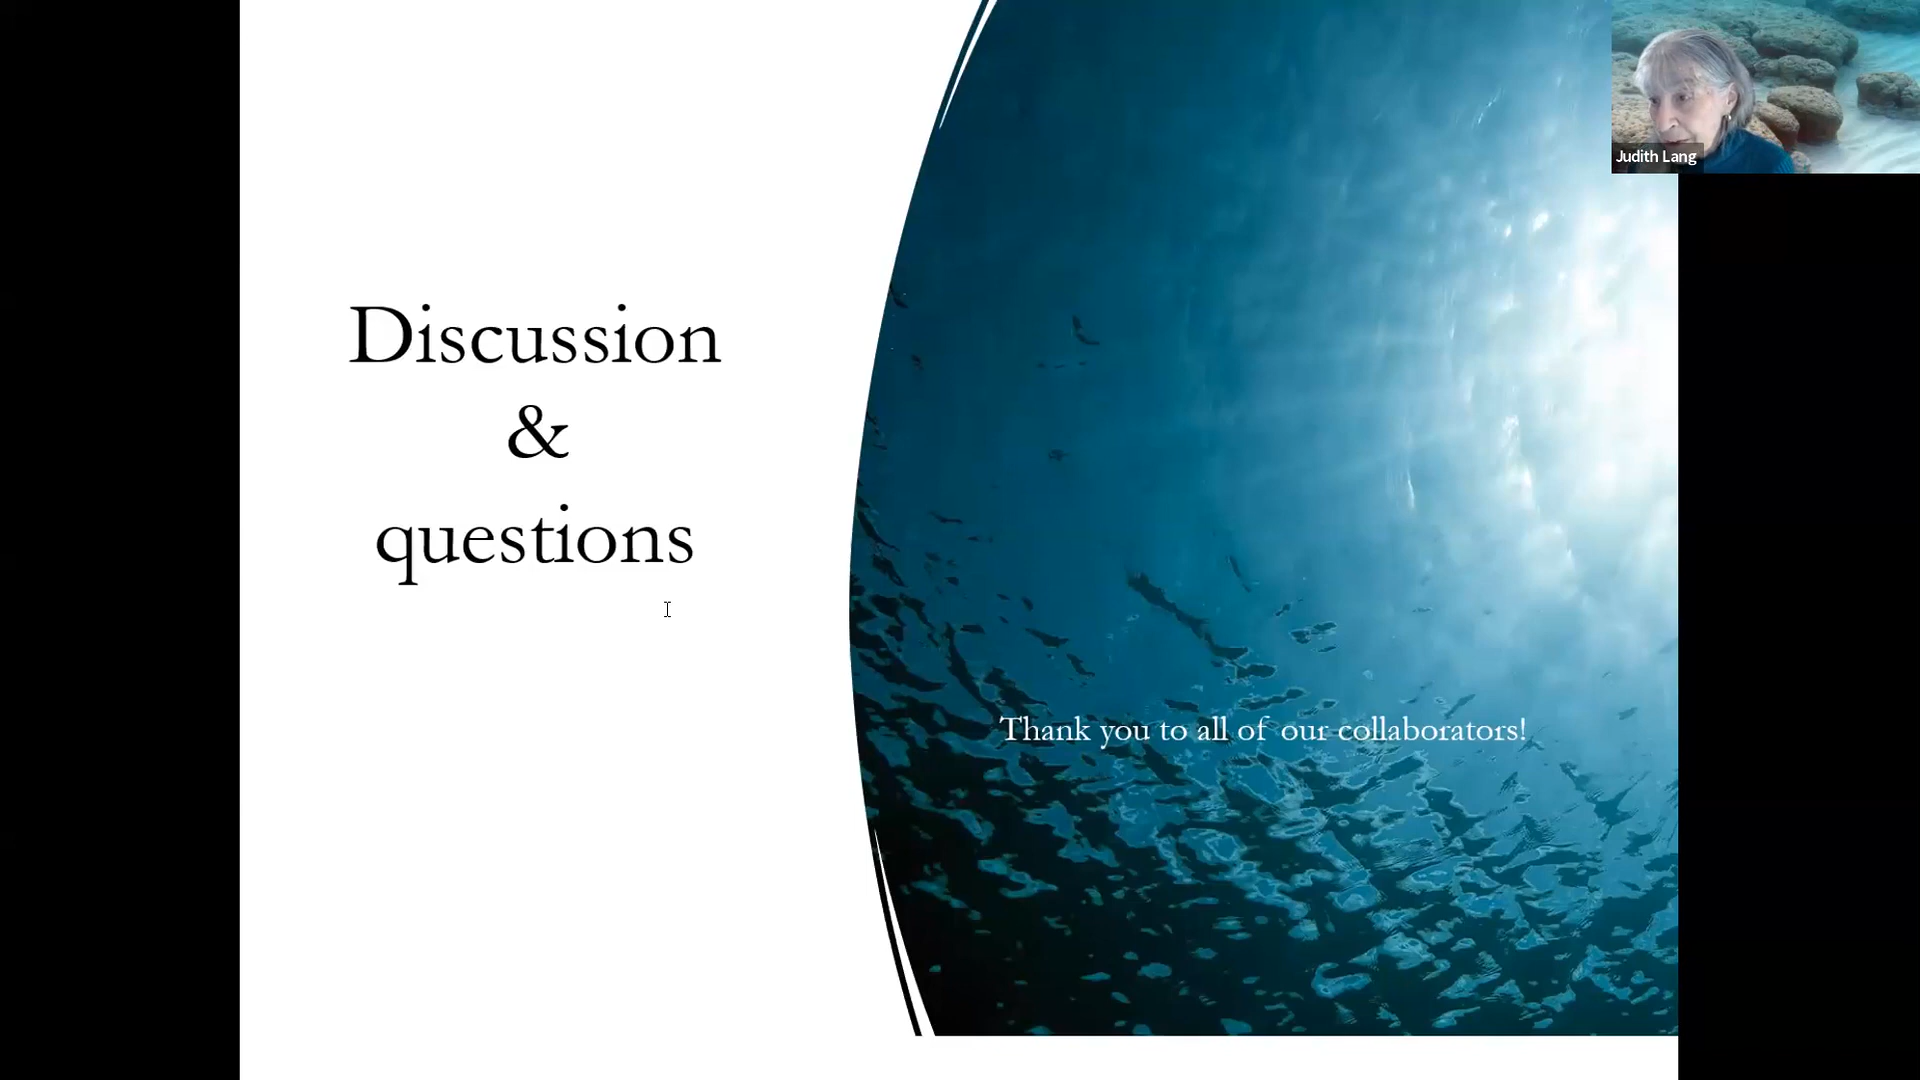 Discussion
&
questions
Thank you to all of our collaborators!
Judith Lang